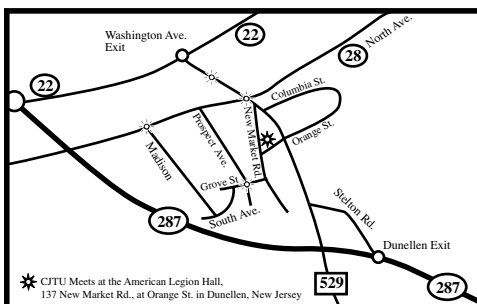 Washington Ave.
Exit
22
North Ave.
28
22
Columbia St.
New Market Rd.
Prospect Ave.
Orange St.
Madison
Grove St
South Ave.
Stelton Rd.
287
Dunellen Exit
529
287
CJTU Meets at the American Legion Hall,
137 New Market Rd., at Orange St. in Dunellen, New Jersey